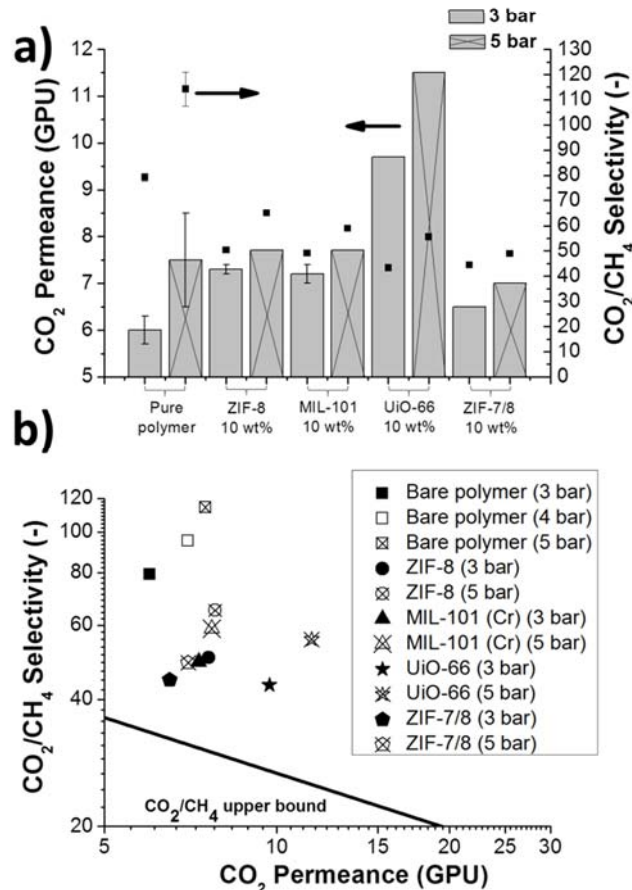 a)
3 bar
5 bar
CO2 Permeance (GPU)
12
11
10
9
8
7
6
5
130
120
110
100
90
80
70
60
50
40
30
20
10
0
CO2/CH4 Selectivity (-)
Pure polymer
ZIF-8 10 wt%
MIL-101 10 wt%
UiO-66 10 wt%
ZIF-7/8 10 wt%
b)
CO2/CH4 Selectivity (-)
120
100
80
60
40
20
Bare polymer (3 bar)
Bare polymer (4 bar)
Bare polymer (5 bar)
ZIF-8 (3 bar)
ZIF-8 (5 bar)
MIL-101 (Cr) (3 bar)
MIL-101 (Cr) (5 bar)
UiO-66 (3 bar)
UiO-66 (5 bar)
ZIF-7/8 (3 bar)
ZIF-7/8 (5 bar)
CO2/CH4 upper bound
5 10 15 20 25 30
CO2 Permeance (GPU)